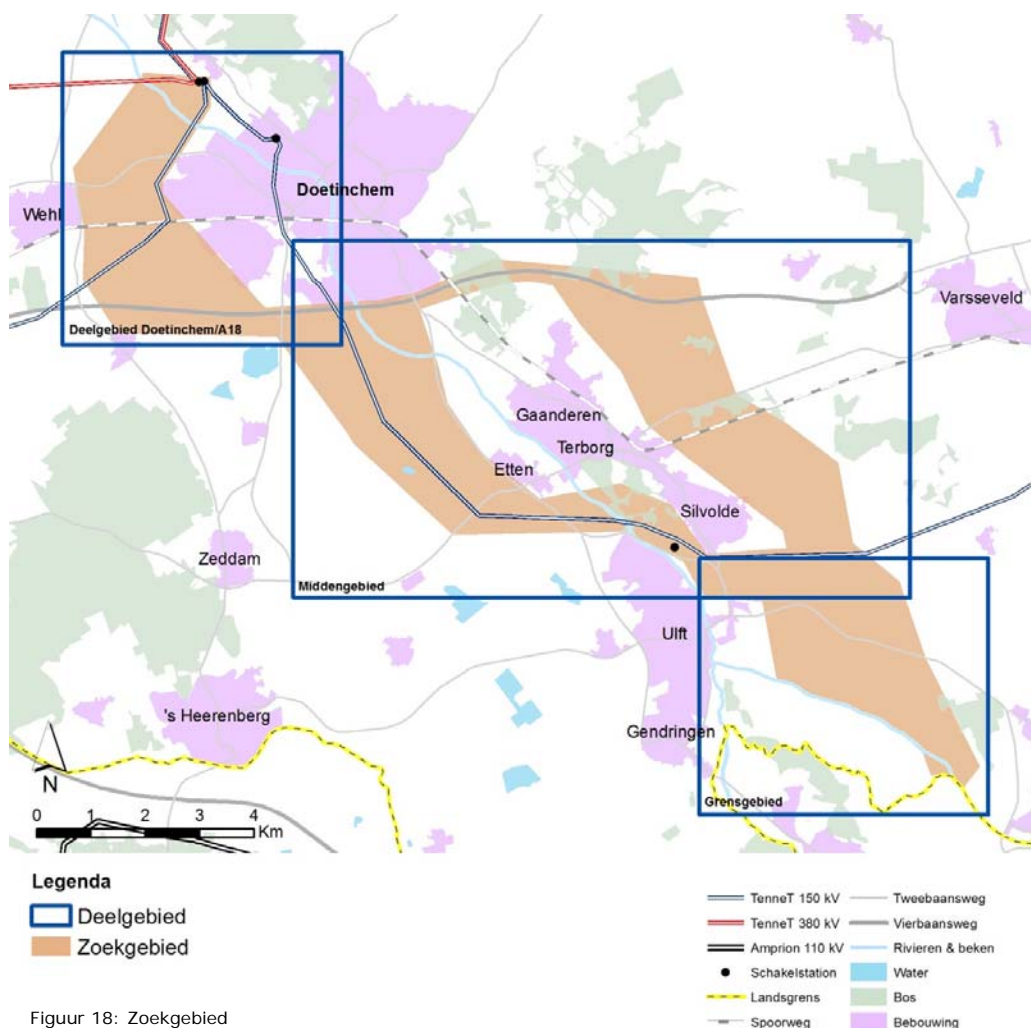 Doetinchem
Wehl
Varsseveld
Deelgebied Doetinchem/A18
Gaanderen
Terborg
Etten
Silvolde
Zeddam
Middengebied
Ulft
's Heerenberg
Gendringen
N
Grensgebied
0 1 2 3 4
Km
Legenda
Deelgebied
Zoekgebied
TenneT 150 kV
TenneT 380 kV
Amprion 110 kV
Schakelstation
Landsgrens
Spoorweg
Tweebaansweg
Vierbaansweg
Rivieren & beken
Water
Bos
Bebouwing
Figuur 18: Zoekgebied